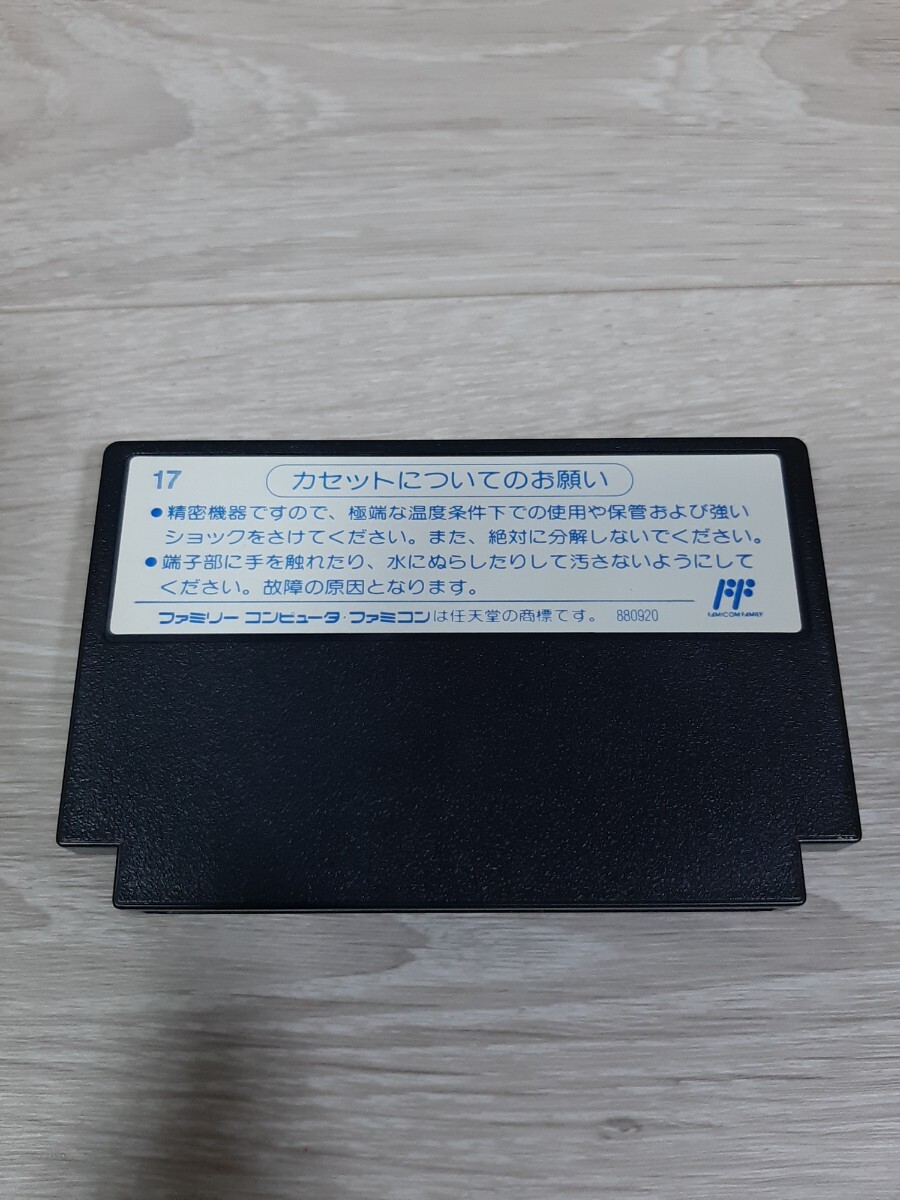 17
カセットについてのお願い
●精密機器ですので、極端な温度条件下での使用や保管および強い
ショックをさけてください。また、絶対に分解しないでください。
●端子部に手を触れたり、水にぬらしたりして汚さないようにして
ください。故障の原因となります。
FF
FAMICOM FAMILY
ファミリー コンピュータ・ファミコンは任天堂の商標です。 880920